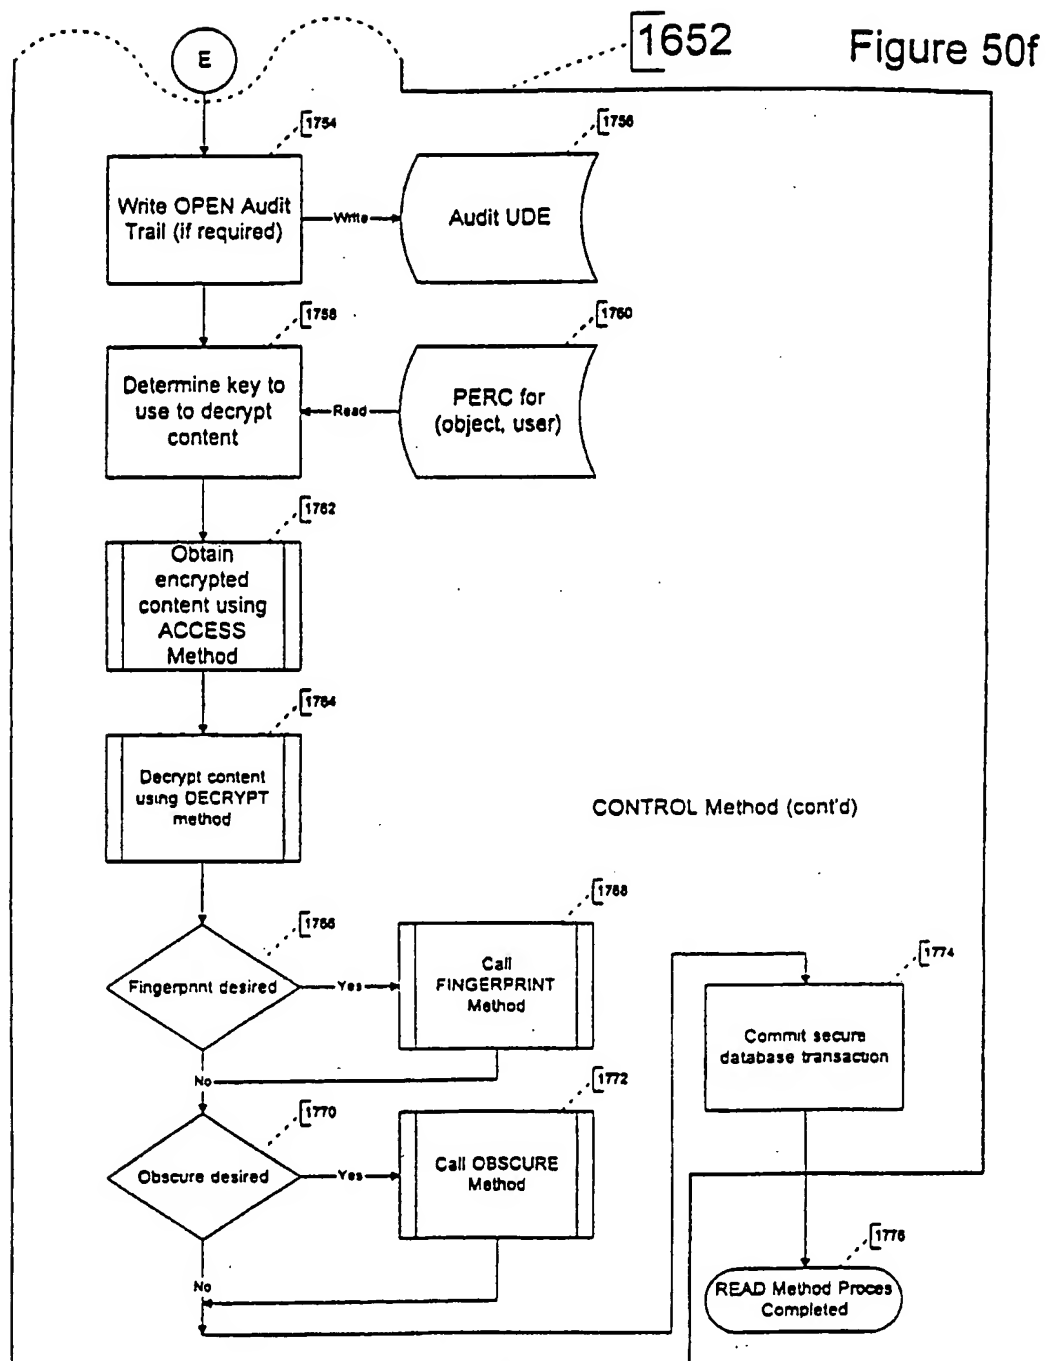 1652
Figure 50f
E
1754
1756
Write OPEN Audit
Trail (if required)
Write
Audit UDE
1758
1760
Determine key to
use to decrypt
content
Read
PERC for
(object, user)
1762
Obtain
encrypted
content using
ACCESS
Method
1764
Decrypt content
using DECRYPT
method
CONTROL Method (cont'd)
1766
1768
Fingerprint desired
Yes
Call
FINGERPRINT
Method
1774
Commit secure
database transaction
No
1770
1772
Obscure desired
Yes
Call OBSCURE
Method
No
1776
READ Method Proces
Completed